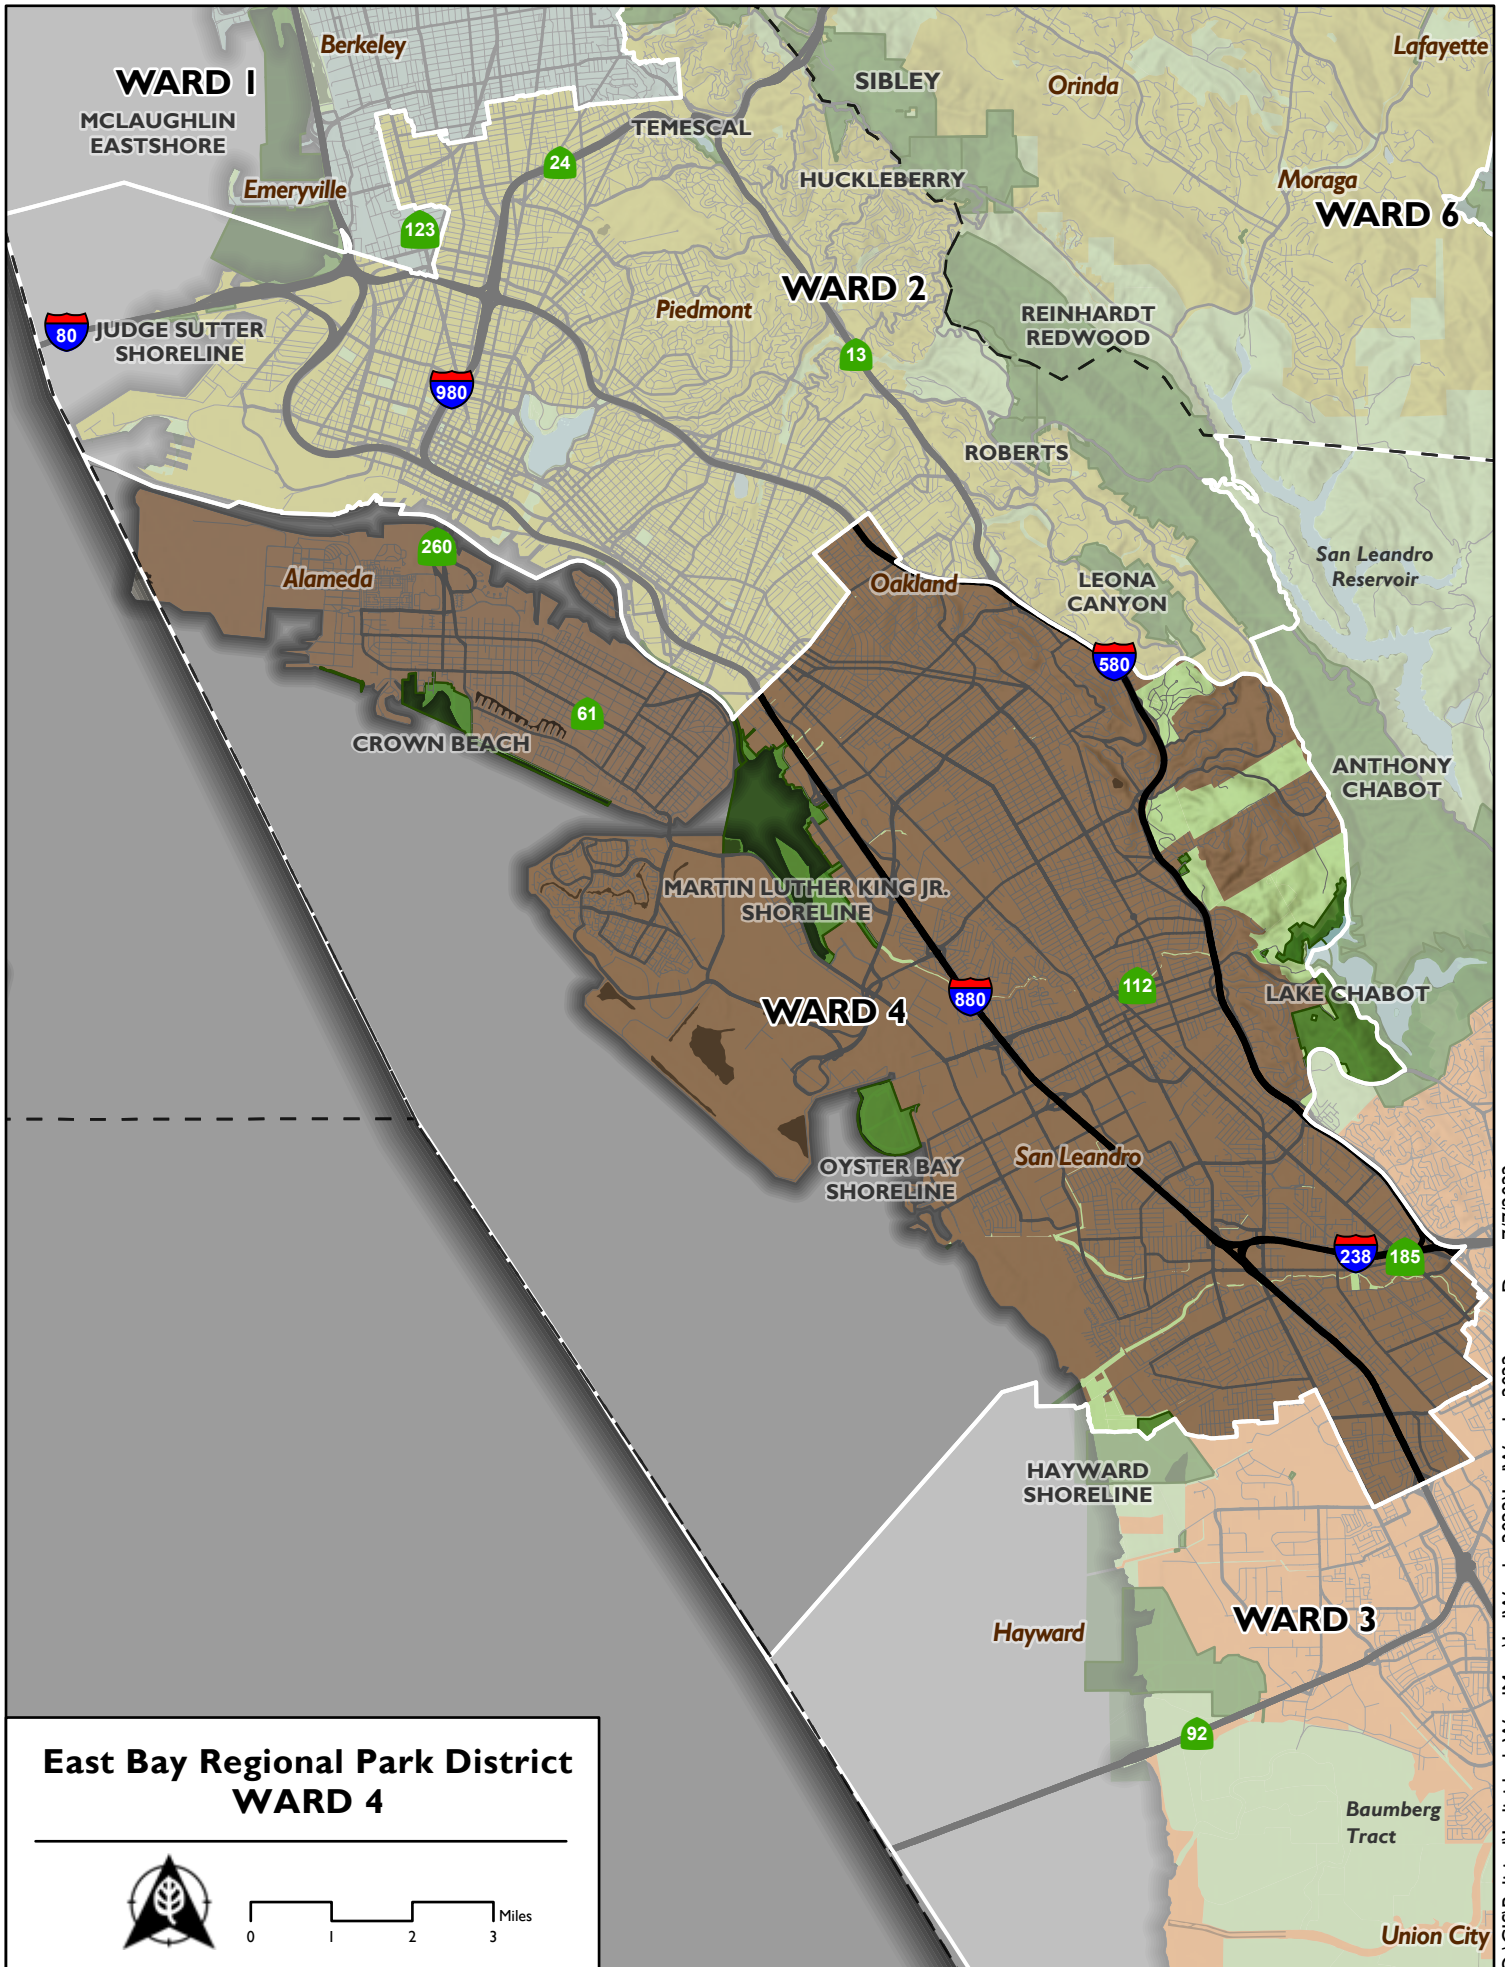 Berkeley
Lafayette
WARD 1
SIBLEY
Orinda
MCLAUGHLIN
EASTSHORE
TEMESCAL
24
HUCKLEBERRY
Moraga
Emeryville
WARD 6
123
WARD 2
Piedmont
REINHARDT
REDWOOD
80
JUDGE SUTTER
SHORELINE
13
980
ROBERTS
260
San Leandro
Reservoir
Alameda
Oakland
LEONA
CANYON
580
61
CROWN BEACH
ANTHONY
CHABOT
MARTIN LUTHER KING JR.
SHORELINE
112
880
LAKE CHABOT
WARD 4
San Leandro
OYSTER BAY
SHORELINE
238
185
HAYWARD
SHORELINE
WARD 3
Hayward
92
Baumberg
Tract
Union City
East Bay Regional Park District
WARD 4
Miles
0 1 2 3